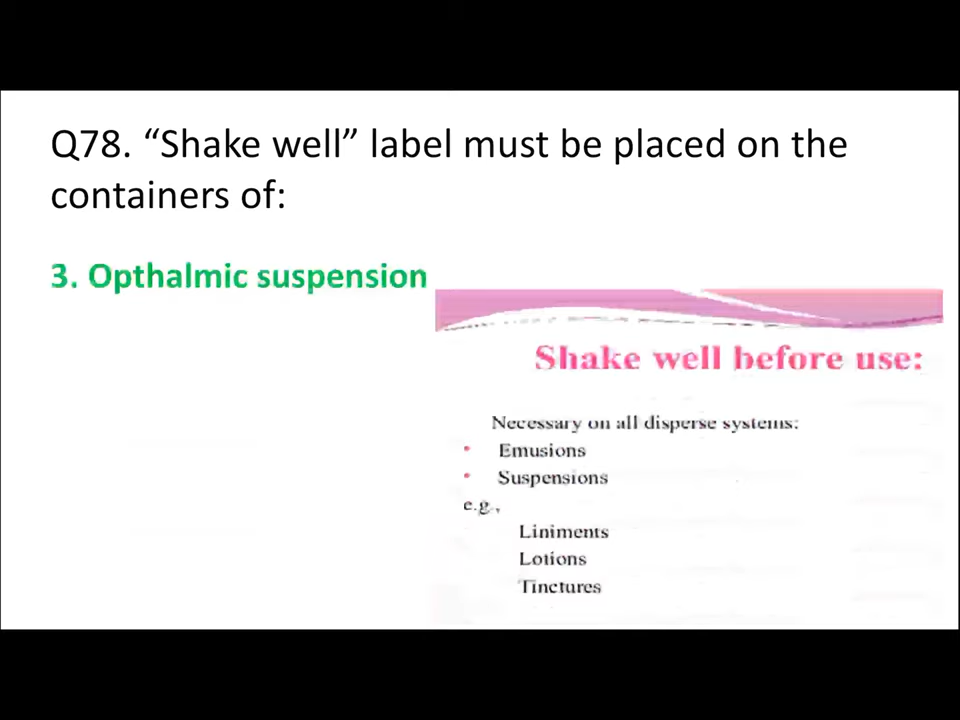 Q78. “Shake well” label must be placed on the
containers of:
3. Opthalmic suspension
Shake well before use:
Necessary on all disperse systems:
• Emusions
• Suspensions
e.g.,
Liniments
Lotions
Tinctures